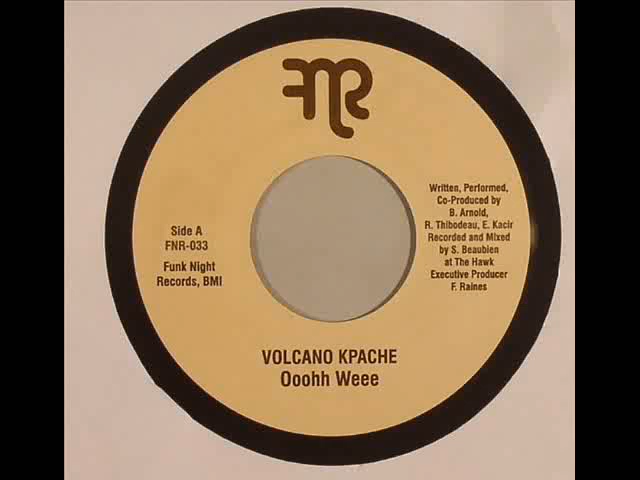 FNR
Side A
FNR-033
Funk Night
Records, BMI
Written, Performed,
Co-Produced by
B. Arnold,
R. Thibodeau, E. Kacir
Recorded and Mixed
by S. Beaubien
at The Hawk
Executive Producer
F. Raines
VOLCANO KPACHE
Ooohh Weee